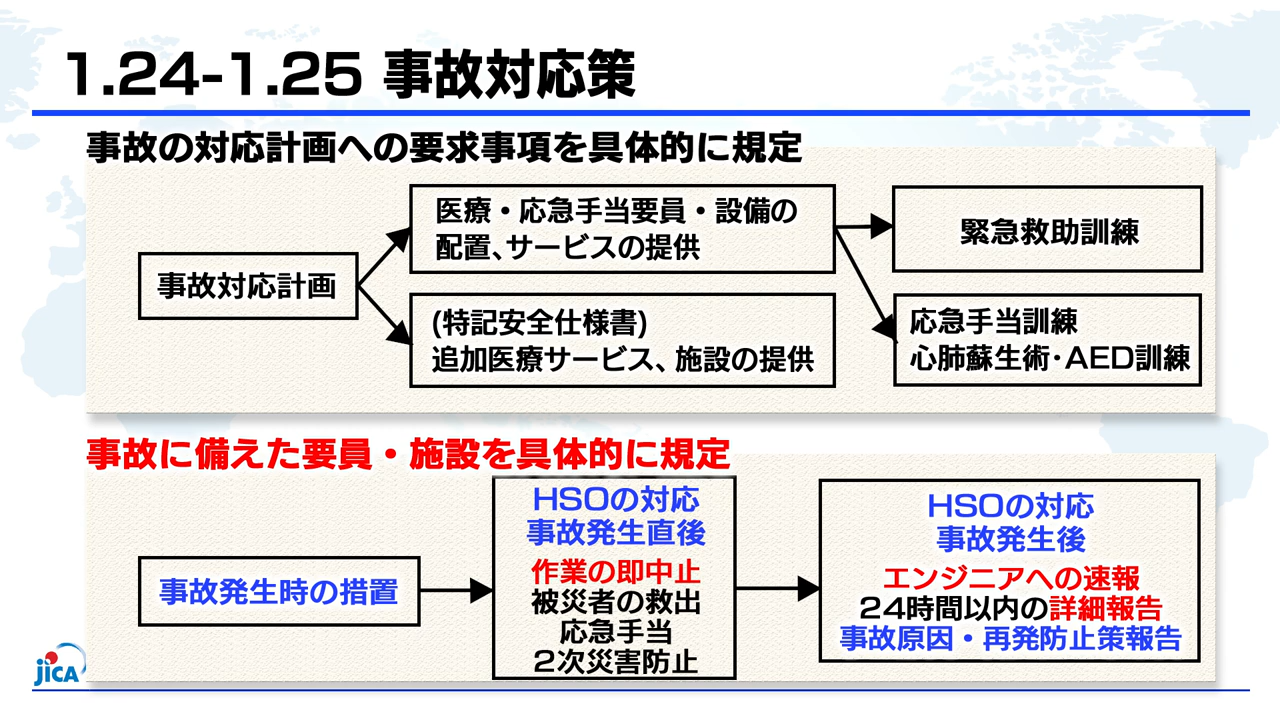 1.24-1.25 事故対応策
事故の対応計画への要求事項を具体的に規定
事故対応計画
医療・応急手当要員・設備の
配置、サービスの提供
(特記安全仕様書)
追加医療サービス、施設の提供
緊急救助訓練
応急手当訓練
心肺蘇生術・AED訓練
事故に備えた要員・施設を具体的に規定
事故発生時の措置
HSOの対応
事故発生直後
作業の即中止
被災者の救出
応急手当
2次災害防止
HSOの対応
事故発生後
エンジニアへの速報
24時間以内の詳細報告
事故原因・再発防止策報告
jICA